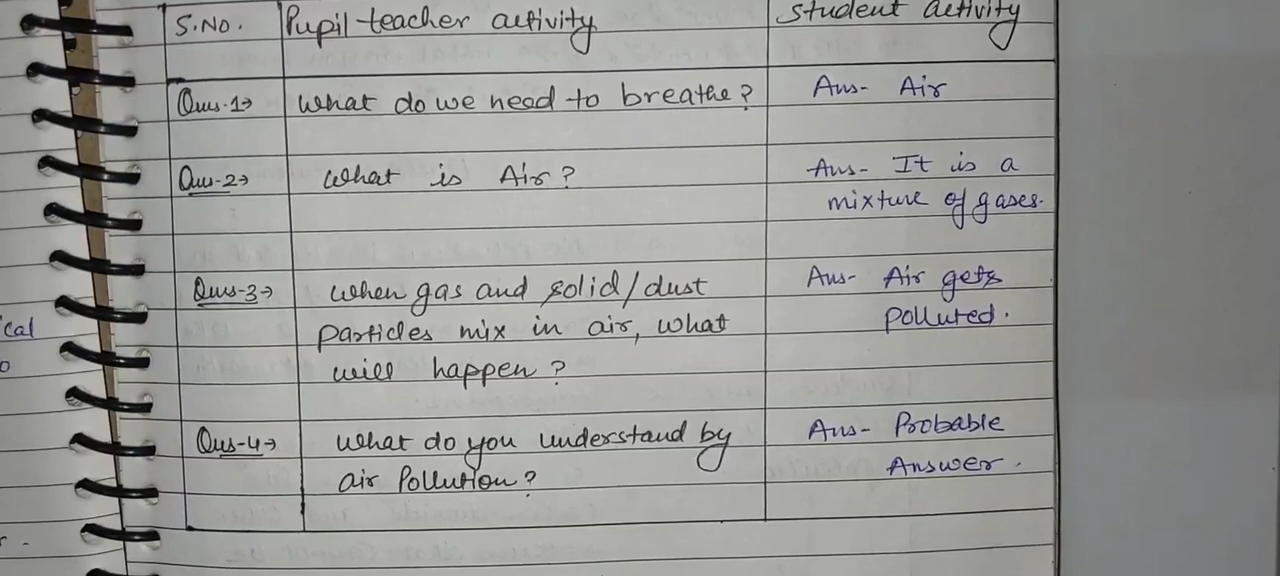 S.No. Pupil teacher activity student activity
Qus-1→ What do we need to breathe? Ans- Air
Qus-2→ What is Air? Ans- It is a
mixture of gases.
Qus-3→ When gas and solid/dust Ans- Air gets
particles mix in air, what polluted.
will happen?
Qus-4→ What do you understand by Ans- Probable
air Pollution? Answer.
cal